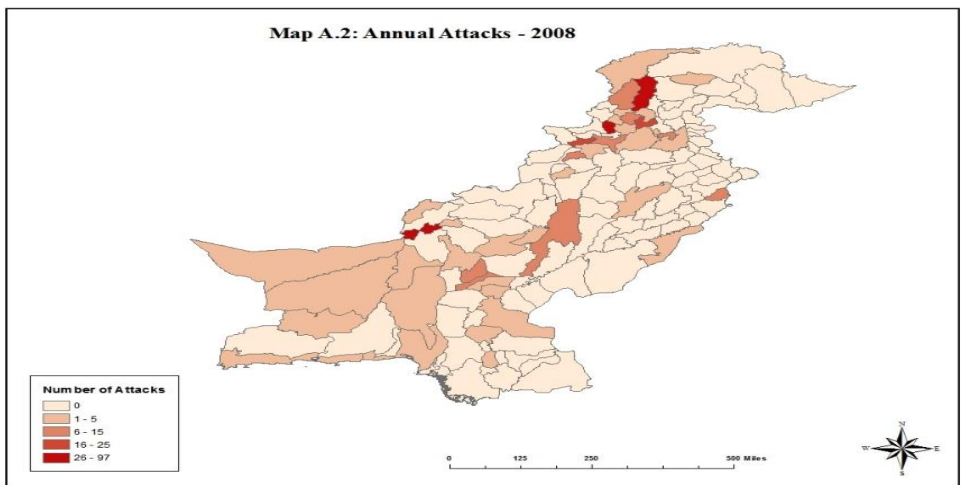 Map A.2: Annual Attacks - 2008
Number of Attacks
0
1 - 5
6 - 15
16 - 25
26 - 97
0 125 250 500 Miles
N
W E
S